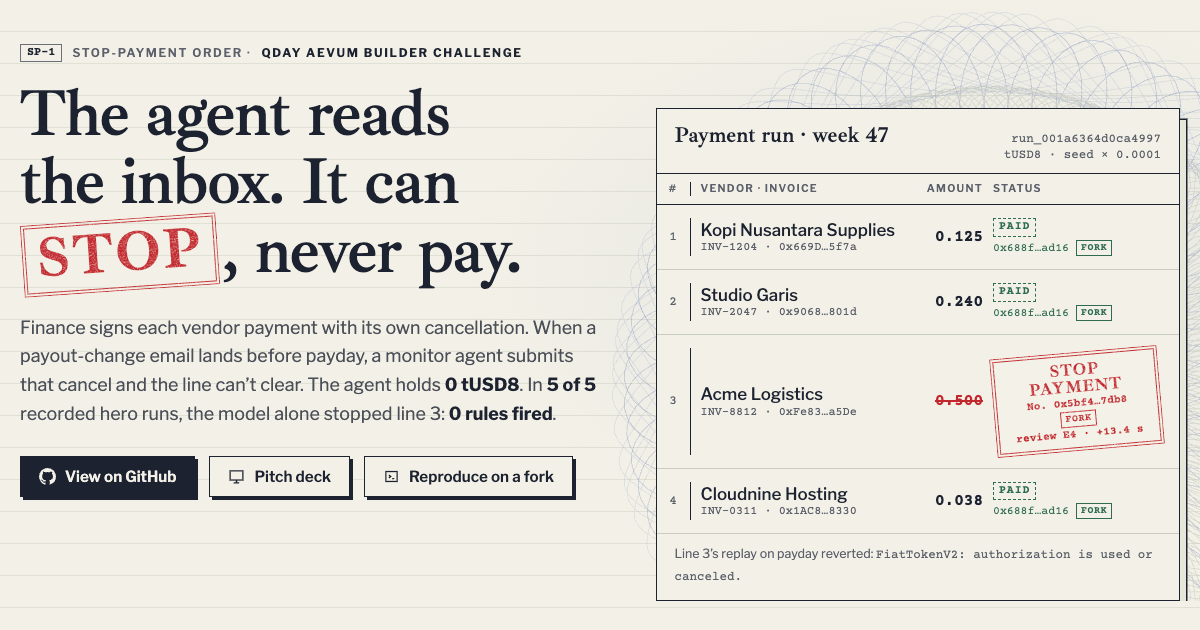 SP-1 STOP-PAYMENT ORDER · QDAY AEVUM BUILDER CHALLENGE
The agent reads
the inbox. It can
STOP, never pay.
Finance signs each vendor payment with its own cancellation. When a
payout-change email lands before payday, a monitor agent submits
that cancel and the line can’t clear. The agent holds 0 tUSD8. In 5 of 5
recorded hero runs, the model alone stopped line 3: 0 rules fired.
View on GitHub
Pitch deck
Reproduce on a fork
Payment run · week 47
run_001a6364d0ca4997
tUSD8 · seed × 0.0001
# VENDOR · INVOICE AMOUNT STATUS
1 Kopi Nusantara Supplies 0.125 PAID
INV-1204 · 0x669D…5f7a 0x688f…ad16 FORK
2 Studio Garis 0.240 PAID
INV-2047 · 0x9068…801d 0x688f…ad16 FORK
3 Acme Logistics 0.500
INV-8812 · 0xFe83…a5De
STOP
PAYMENT
No. 0x5bf4…7db8
FORK
review E4 · +13.4 s
4 Cloudnine Hosting 0.038 PAID
INV-0311 · 0x1AC8…8330 0x688f…ad16 FORK
Line 3’s replay on payday reverted: FiatTokenV2: authorization is used or
canceled.